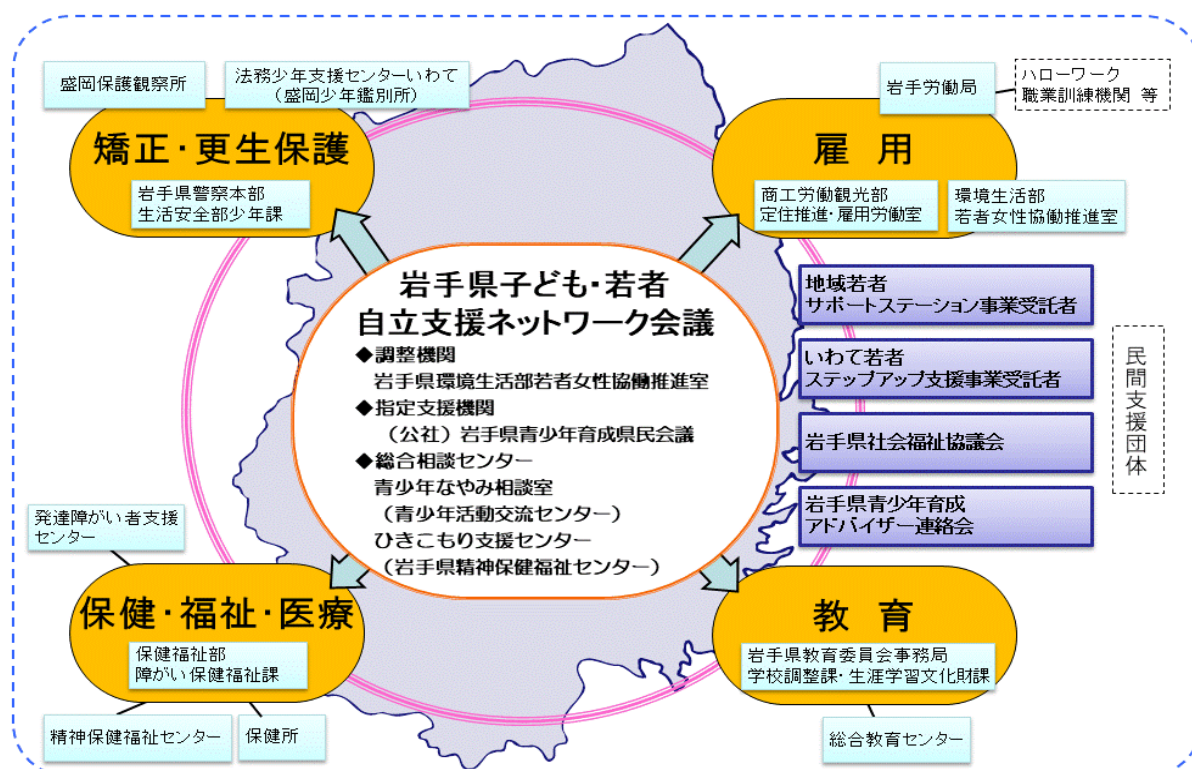 盛岡保護観察所
法務少年支援センターいわて
（盛岡少年鑑別所）
矯正・更生保護
岩手県警察本部
生活安全部少年課
岩手労働局
ハローワーク
職業訓練機関 等
雇 用
商工労働観光部
定住推進・雇用労働室
環境生活部
若者女性協働推進室
岩手県子ども・若者
自立支援ネットワーク会議
◆調整機関
岩手県環境生活部若者女性協働推進室
◆指定支援機関
（公社）岩手県青少年育成県民会議
◆総合相談センター
青少年なやみ相談室
（青少年活動交流センター）
ひきこもり支援センター
（岩手県精神保健福祉センター）
地域若者
サポートステーション事業受託者
いわて若者
ステップアップ支援事業受託者
岩手県社会福祉協議会
岩手県青少年育成
アドバイザー連絡会
民間支援団体
発達障がい者支援
センター
保健・福祉・医療
保健福祉部
障がい保健福祉課
精神保健福祉センター
保健所
教 育
岩手県教育委員会事務局
学校調整課・生涯学習文化財課
総合教育センター